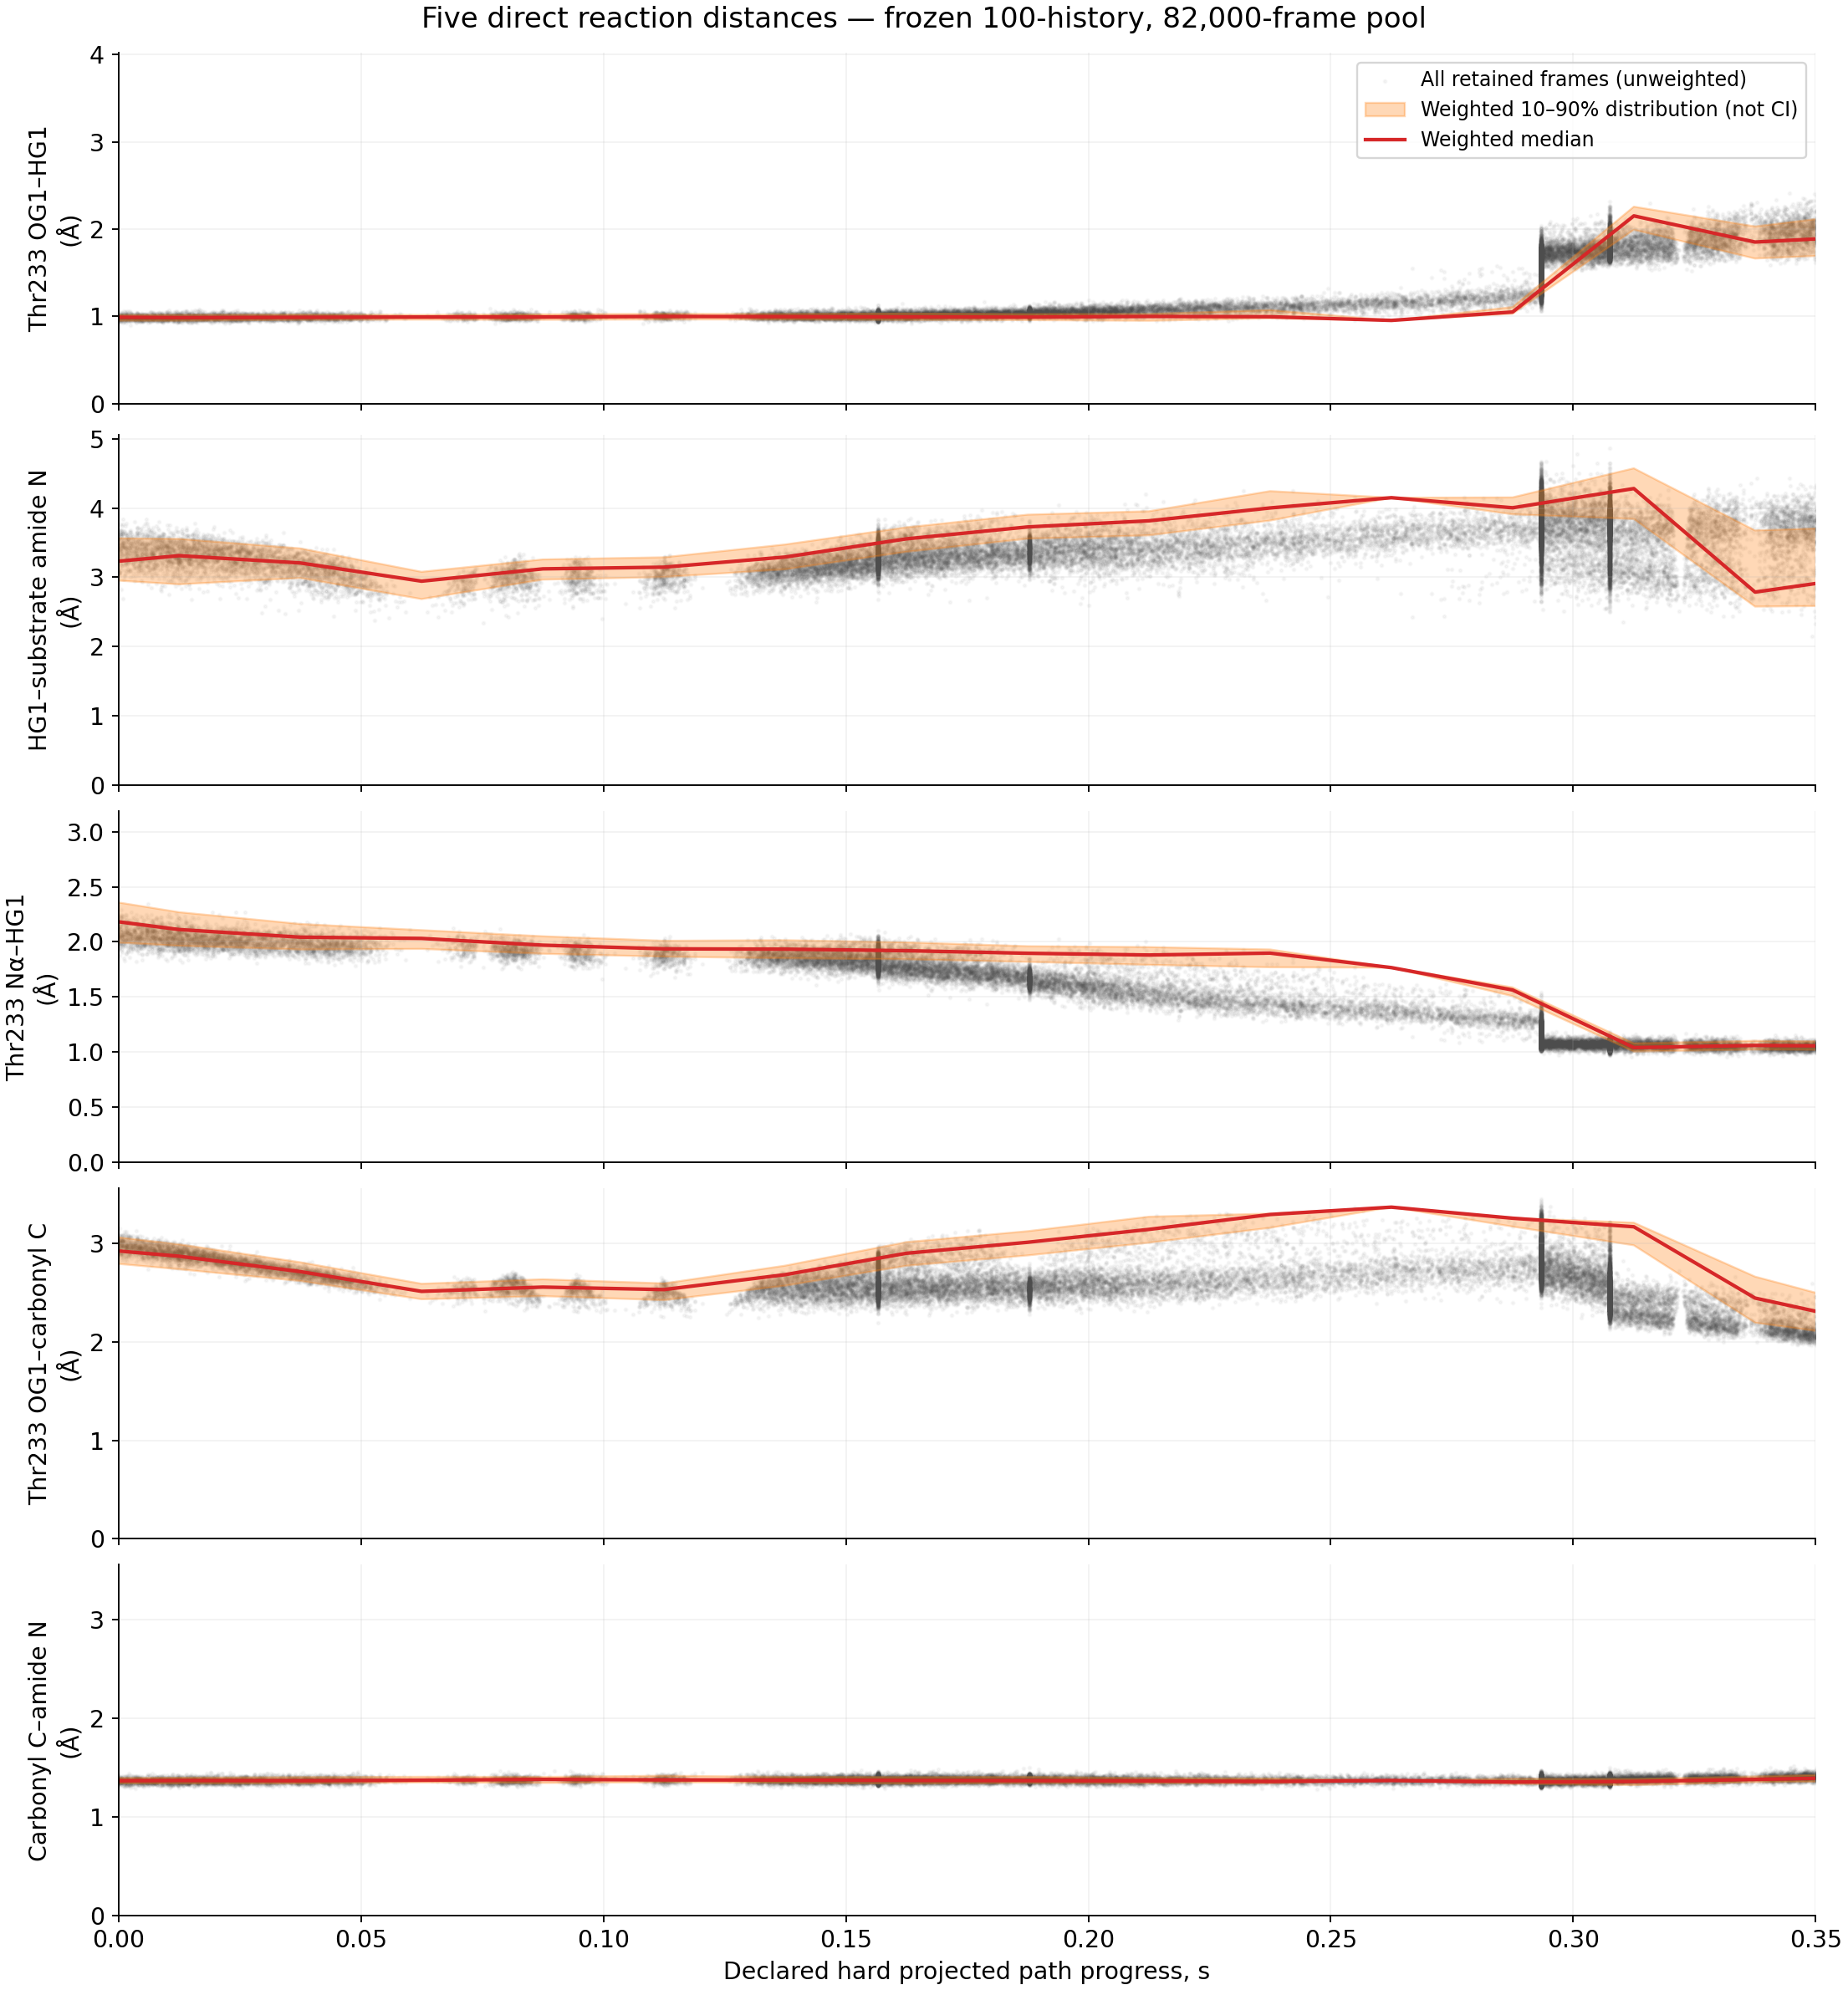 Five direct reaction distances — frozen 100-history, 82,000-frame pool
All retained frames (unweighted)
Weighted 10–90% distribution (not CI)
Weighted median
Thr233 OG1–HG1
(Å)
4
3
2
1
0
HG1–substrate amide N
(Å)
5
4
3
2
1
0
Thr233 Nα–HG1
(Å)
3.0
2.5
2.0
1.5
1.0
0.5
0.0
Thr233 OG1–carbonyl C
(Å)
3
2
1
0
Carbonyl C–amide N
(Å)
3
2
1
0
0.00 0.05 0.10 0.15 0.20 0.25 0.30 0.35
Declared hard projected path progress, s